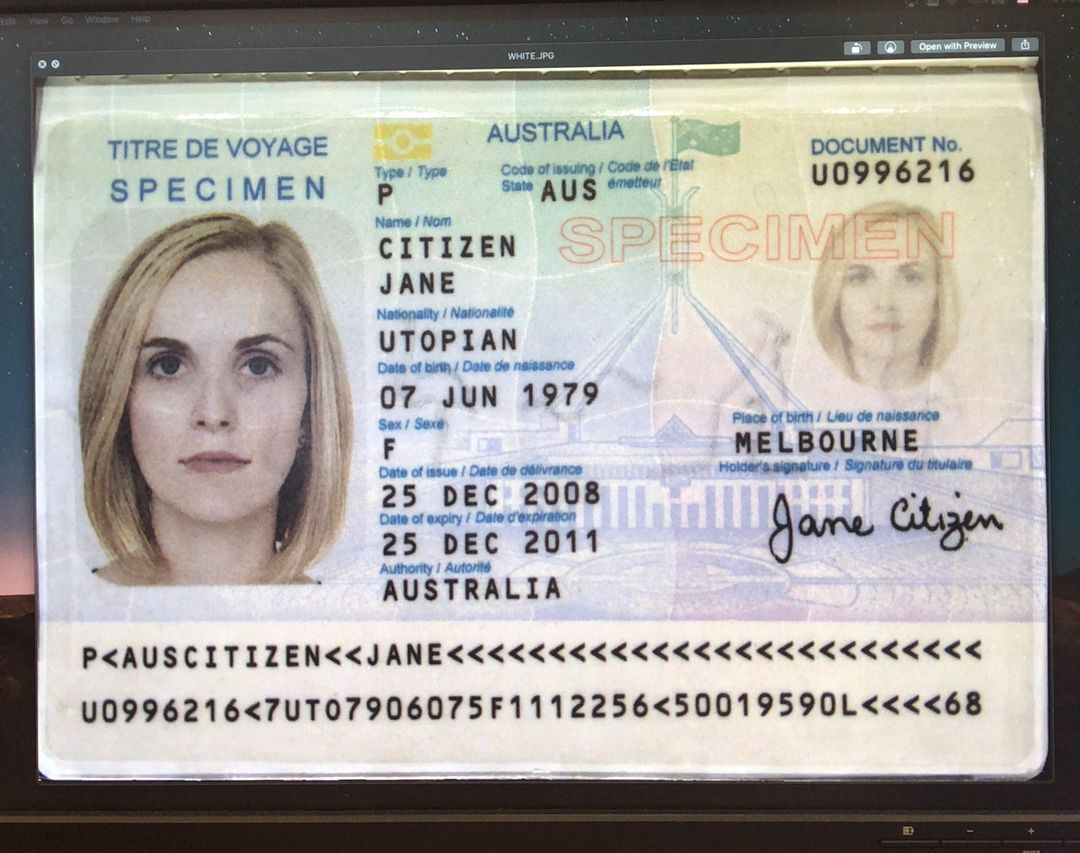 Edit View Go Window Help
WHITE.JPG
Open with Preview
TITRE DE VOYAGE
SPECIMEN
AUSTRALIA
Type / Type
P
Code of issuing / Code de l'Etat
State AUS émetteur
DOCUMENT No.
U0996216
SPECIMEN
Name / Nom
CITIZEN
JANE
Nationality / Nationalité
UTOPIAN
Date of birth / Date de naissance
07 JUN 1979
Sex / Sexe
F
Place of birth / Lieu de naissance
MELBOURNE
Date of issue / Date de délivrance
25 DEC 2008
Holder's signature / Signature du titulaire
Jane Citizen
Date of expiry / Date d'expiration
25 DEC 2011
Authority / Autorité
AUSTRALIA
P<AUSCITIZEN<<JANE<<<<<<<<<<<<<<<<<<<<<<<<<<
U0996216<7UTO7906075F1112256<50019590L<<<<68